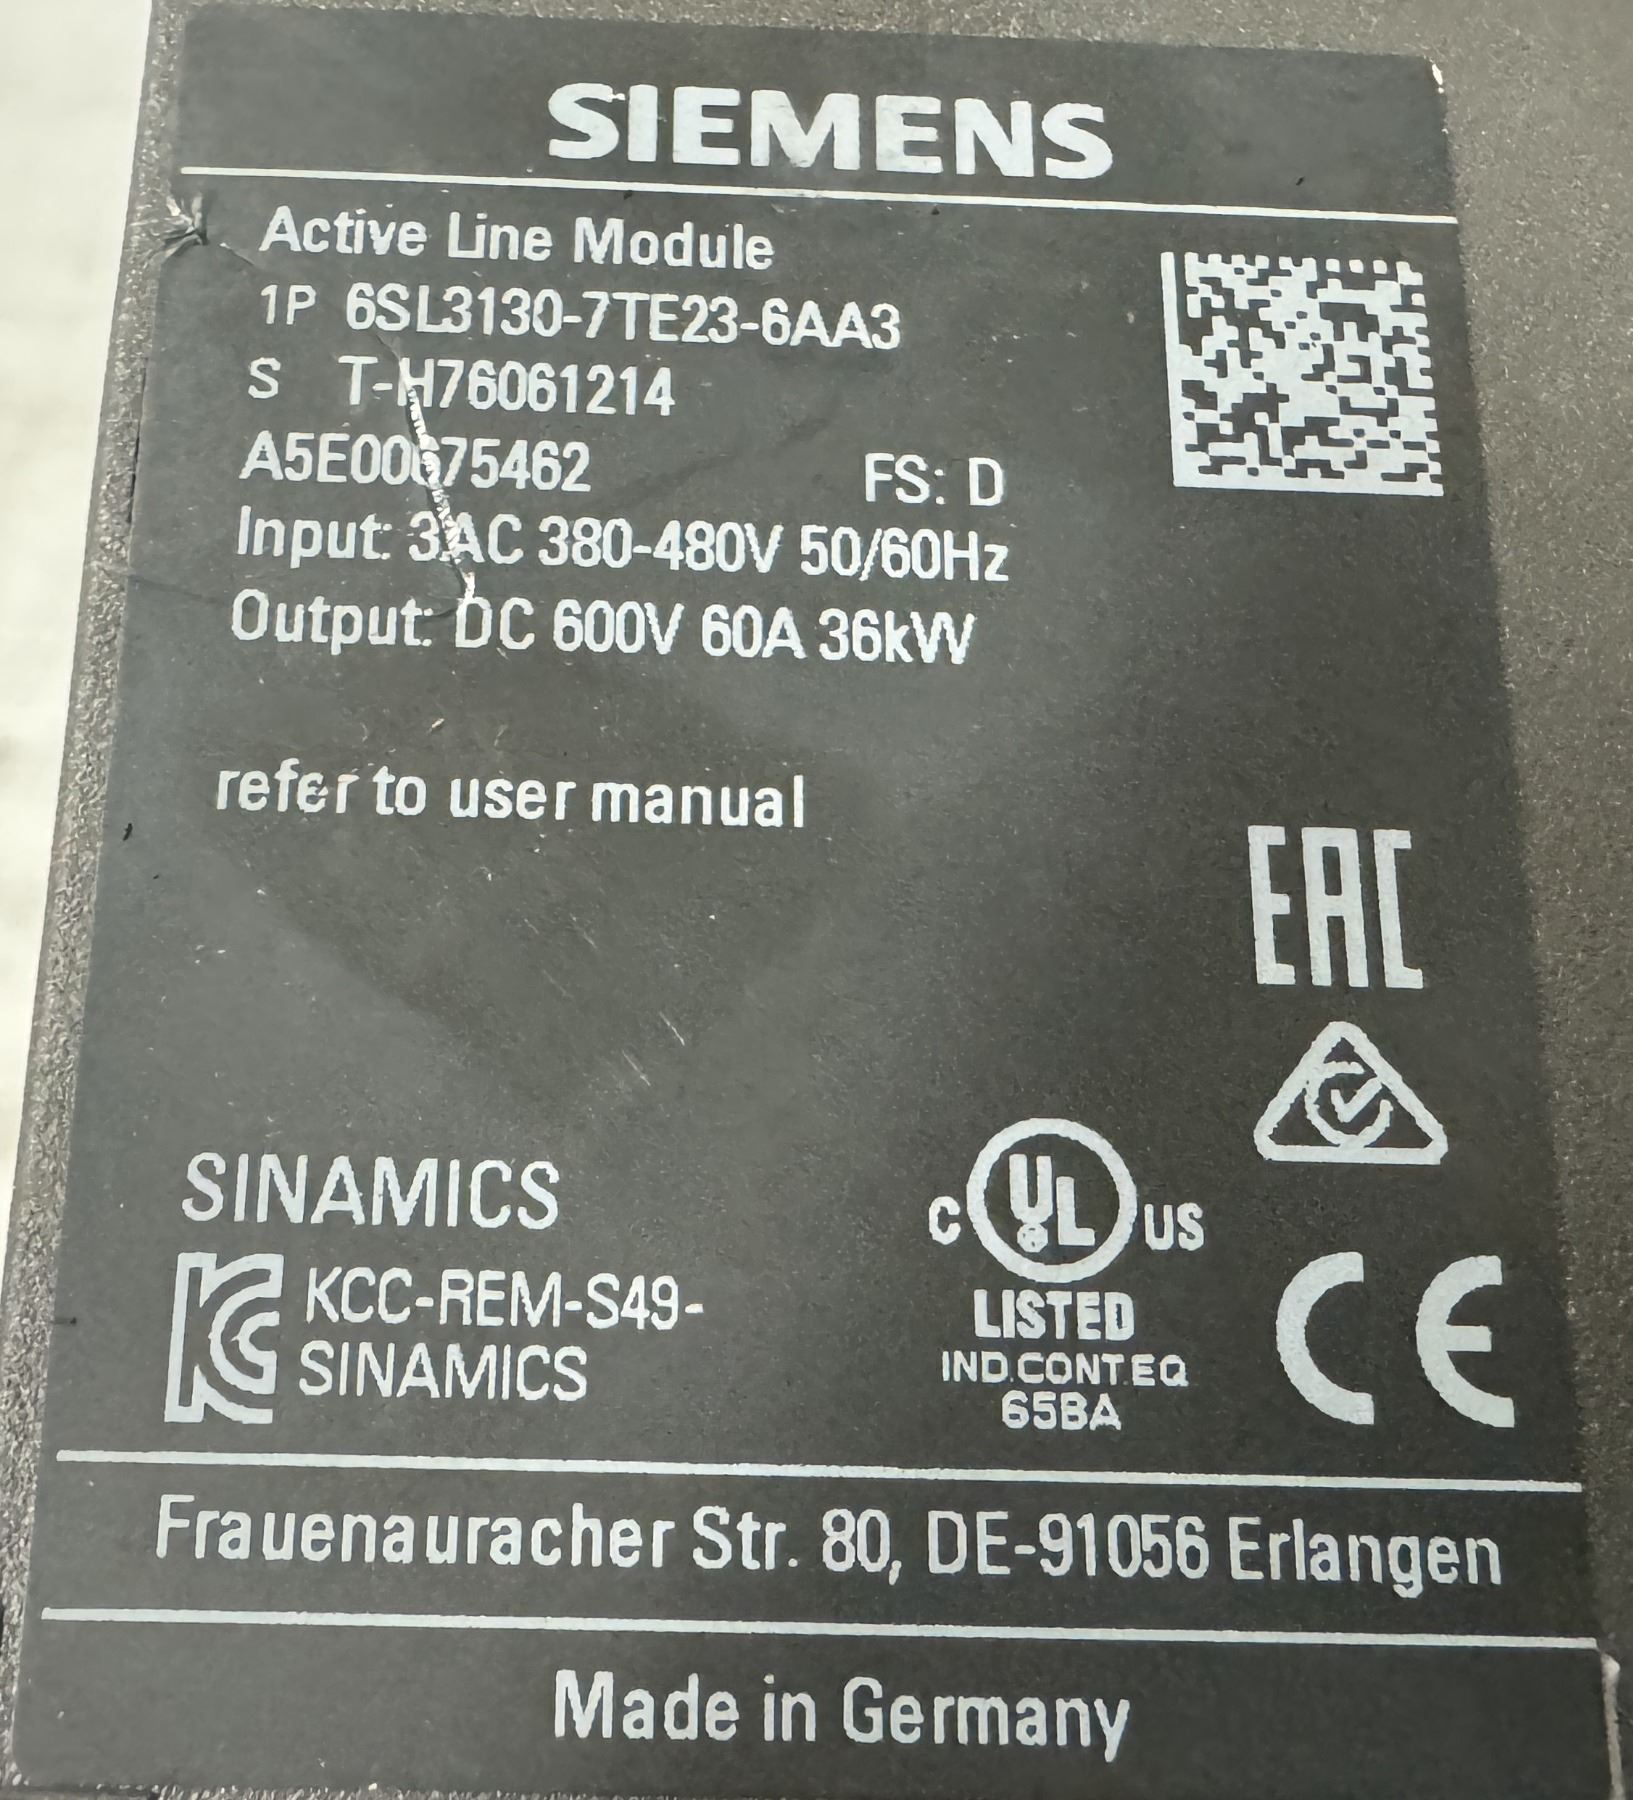 SIEMENS
Active Line Module
1P 6SL3130-7TE23-6AA3
S T-H76061214
FS: D
Input: 3AC 380-480V 50/60Hz
Output: DC 600V 60A 36kW
refer to user manual
EAC
SINAMICS
C UL US
LISTED
IND.CONT.EQ
65BA
KCC-REM-S49-
SINAMICS
CE
Frauenauracher Str. 80, DE-91056 Erlangen
Made in Germany